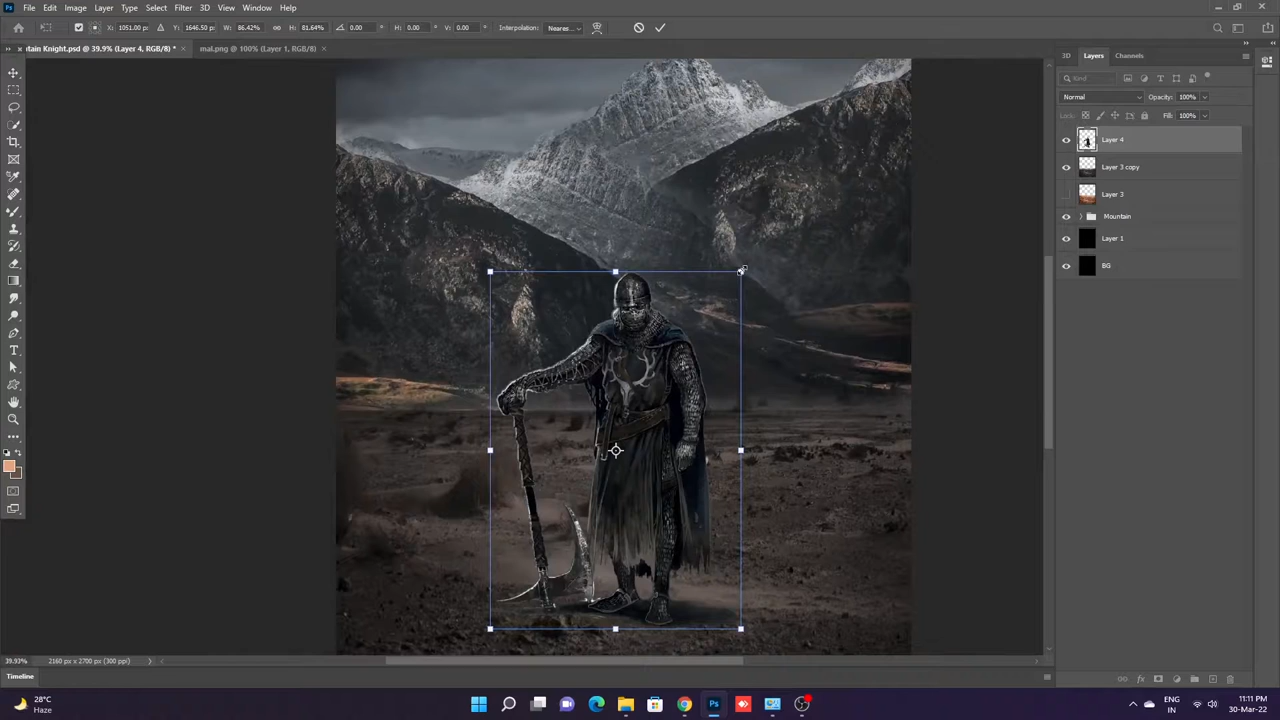 File Edit Image Layer Type Select Filter 3D View Window Help
X: 1051.00 px Y: 1646.50 px W: 86.42% H: 81.64% 0.00 ° H: 0.00 ° V: 0.00 ° Interpolation: Neares...
tain Knight.psd @ 39.9% (Layer 4, RGB/8) * × mal.png @ 100% (Layer 1, RGB/8) ×
3D Layers Channels
Kind
Normal Opacity: 100%
Lock: Fill: 100%
Layer 4
Layer 3 copy
Layer 3
Mountain
Layer 1
BG
39.93% 2160 px x 2700 px (300 ppi)
Timeline
28°C
Haze
ENG
IN
11:11 PM
30-Mar-22